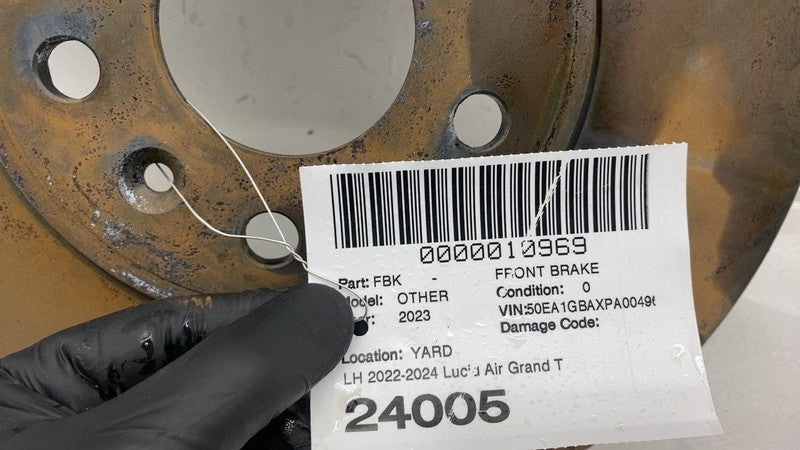 0000010969
Part: FBK - FRONT BRAKE
Model: OTHER Condition: 0
2023 VIN:50EA1GBAXPA00496
Damage Code:
Location: YARD
LH 2022-2024 Lucid Air Grand T
24005